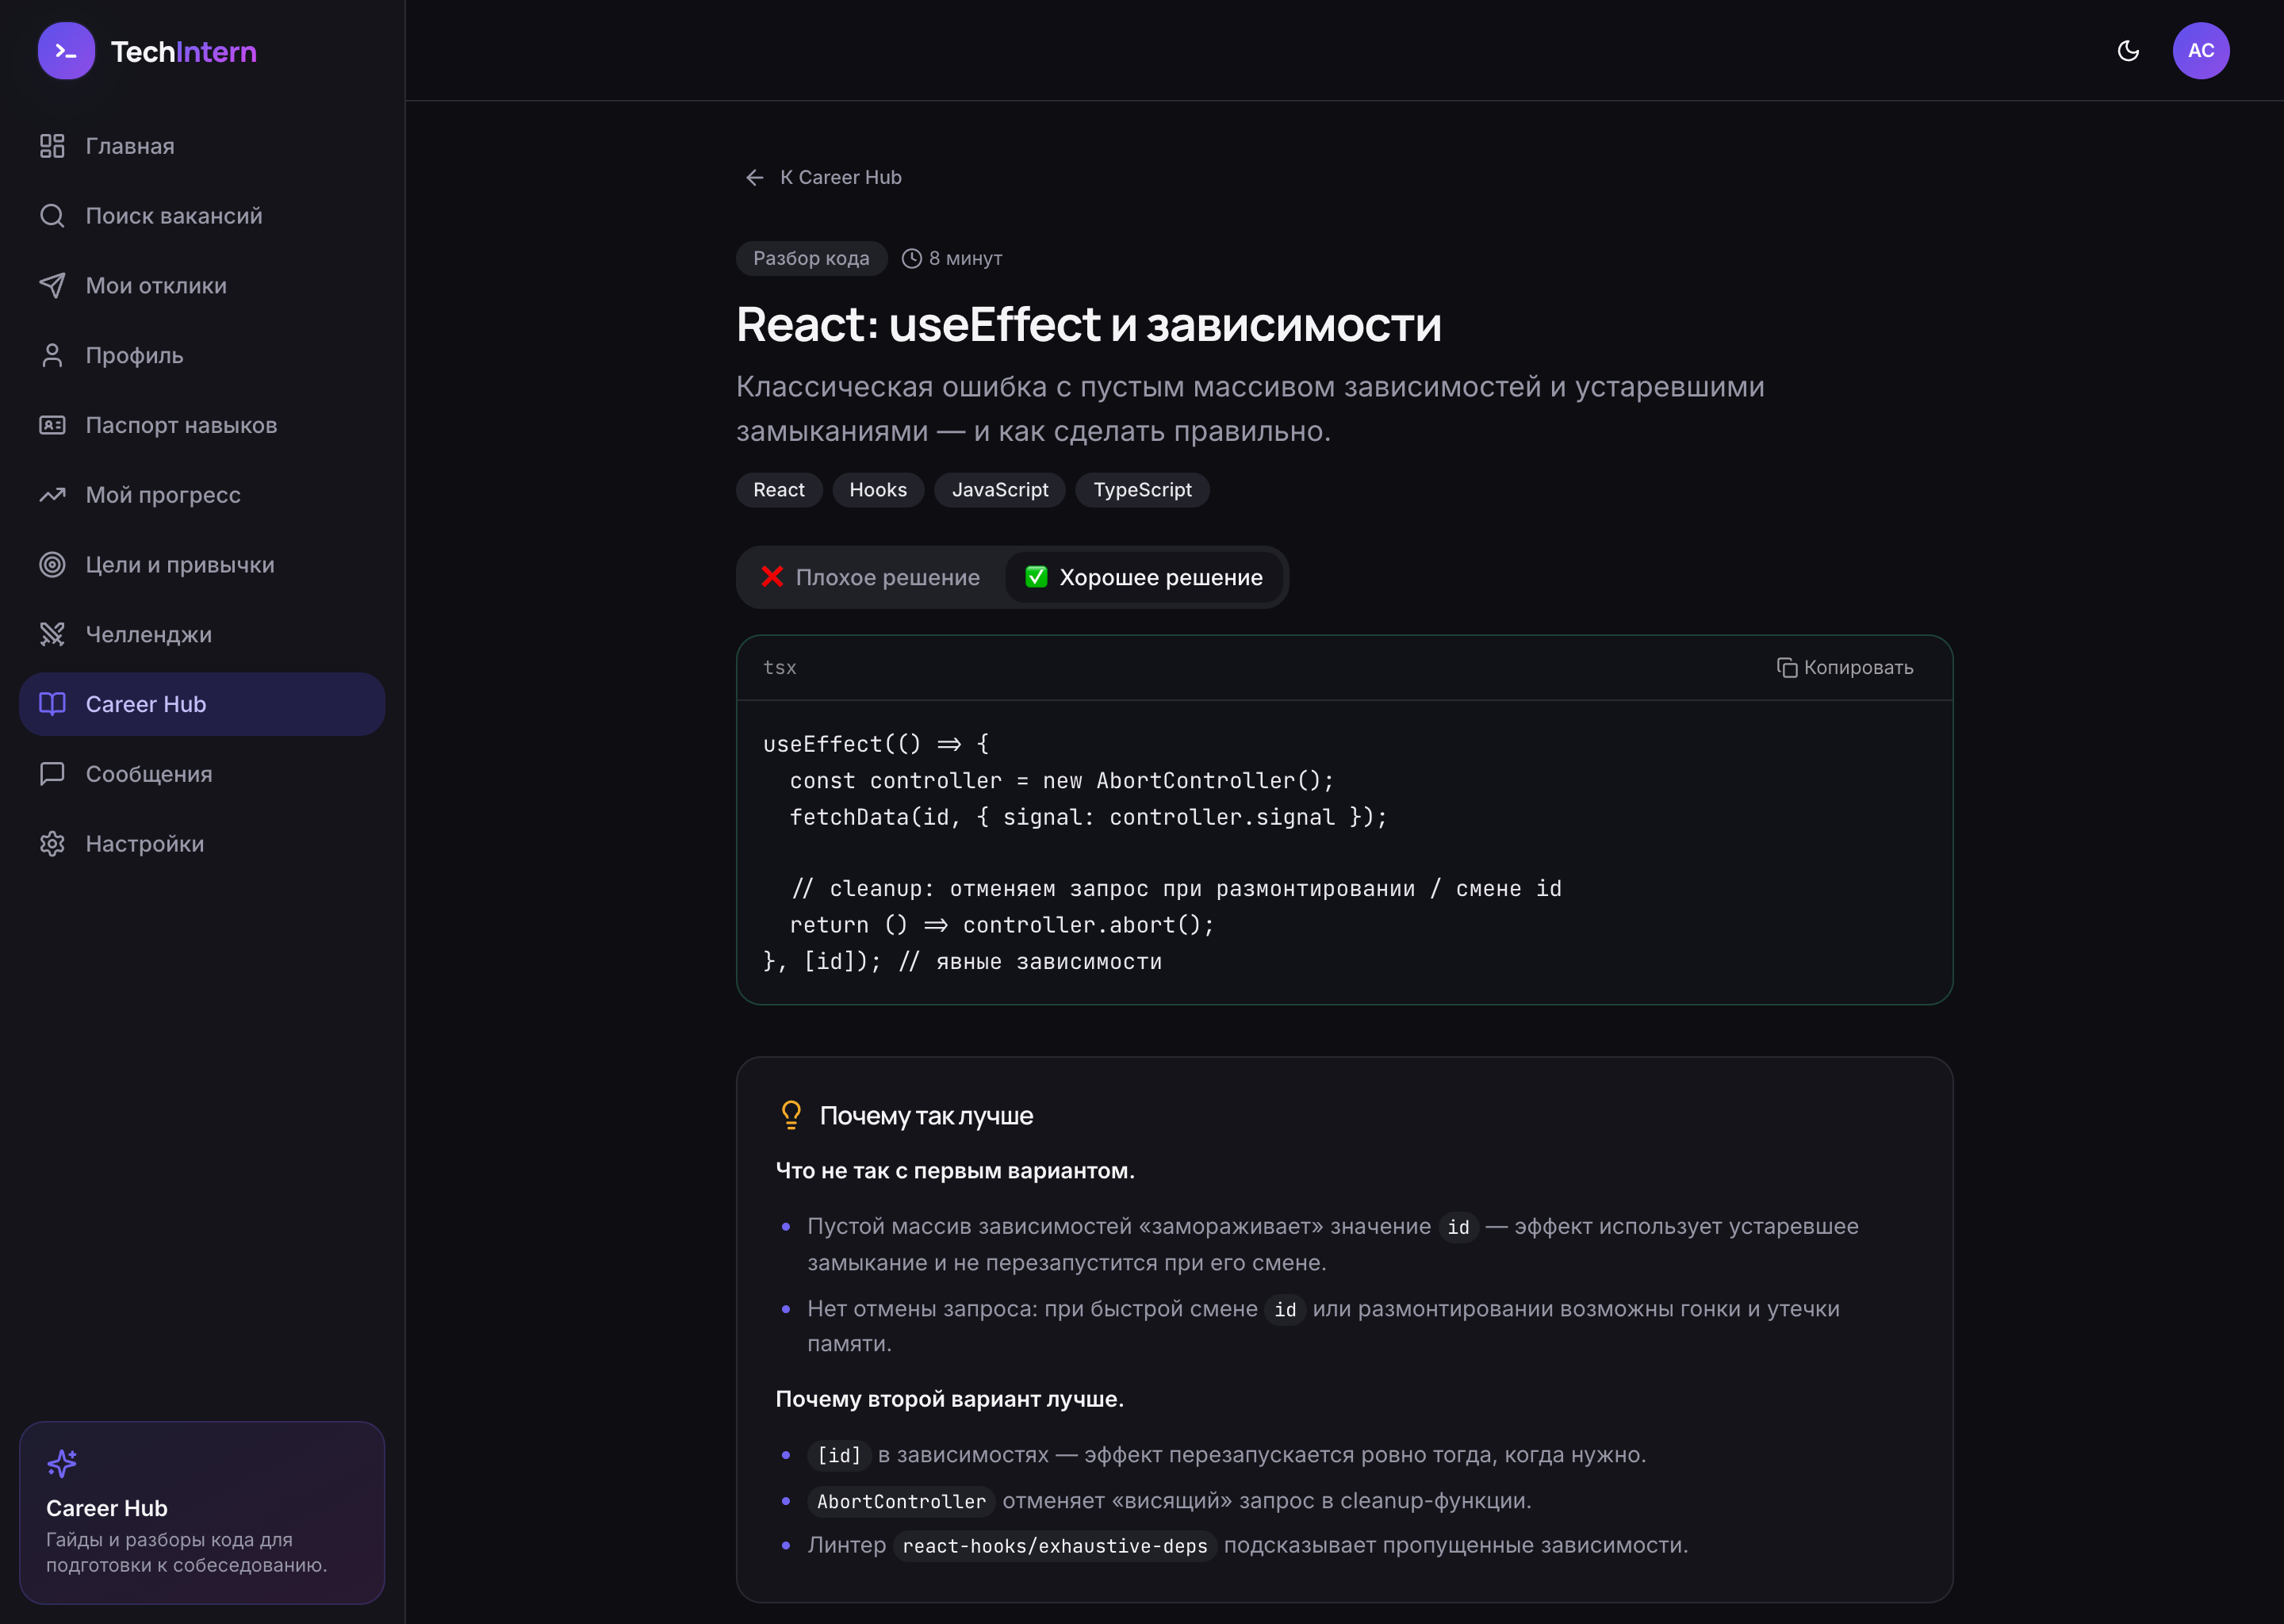 TechIntern
AC
Главная
Поиск вакансий
Мои отклики
Профиль
Паспорт навыков
Мой прогресс
Цели и привычки
Челленджи
Career Hub
Сообщения
Настройки
Career Hub
Гайды и разборы кода для
подготовки к собеседованию.
К Career Hub
Разбор кода 8 минут
React: useEffect и зависимости
Классическая ошибка с пустым массивом зависимостей и устаревшими
замыканиями — и как сделать правильно.
React Hooks JavaScript TypeScript
❌ Плохое решение ✅ Хорошее решение
tsx Копировать
useEffect(() => {
  const controller = new AbortController();
  fetchData(id, { signal: controller.signal });
  // cleanup: отменяем запрос при размонтировании / смене id
  return () => controller.abort();
}, [id]); // явные зависимости
Почему так лучше
Что не так с первым вариантом.
• Пустой массив зависимостей «замораживает» значение id — эффект использует устаревшее
замыкание и не перезапустится при его смене.
• Нет отмены запроса: при быстрой смене id или размонтировании возможны гонки и утечки
памяти.
Почему второй вариант лучше.
• [id] в зависимостях — эффект перезапускается ровно тогда, когда нужно.
• AbortController отменяет «висящий» запрос в cleanup-функции.
• Линтер react-hooks/exhaustive-deps подсказывает пропущенные зависимости.